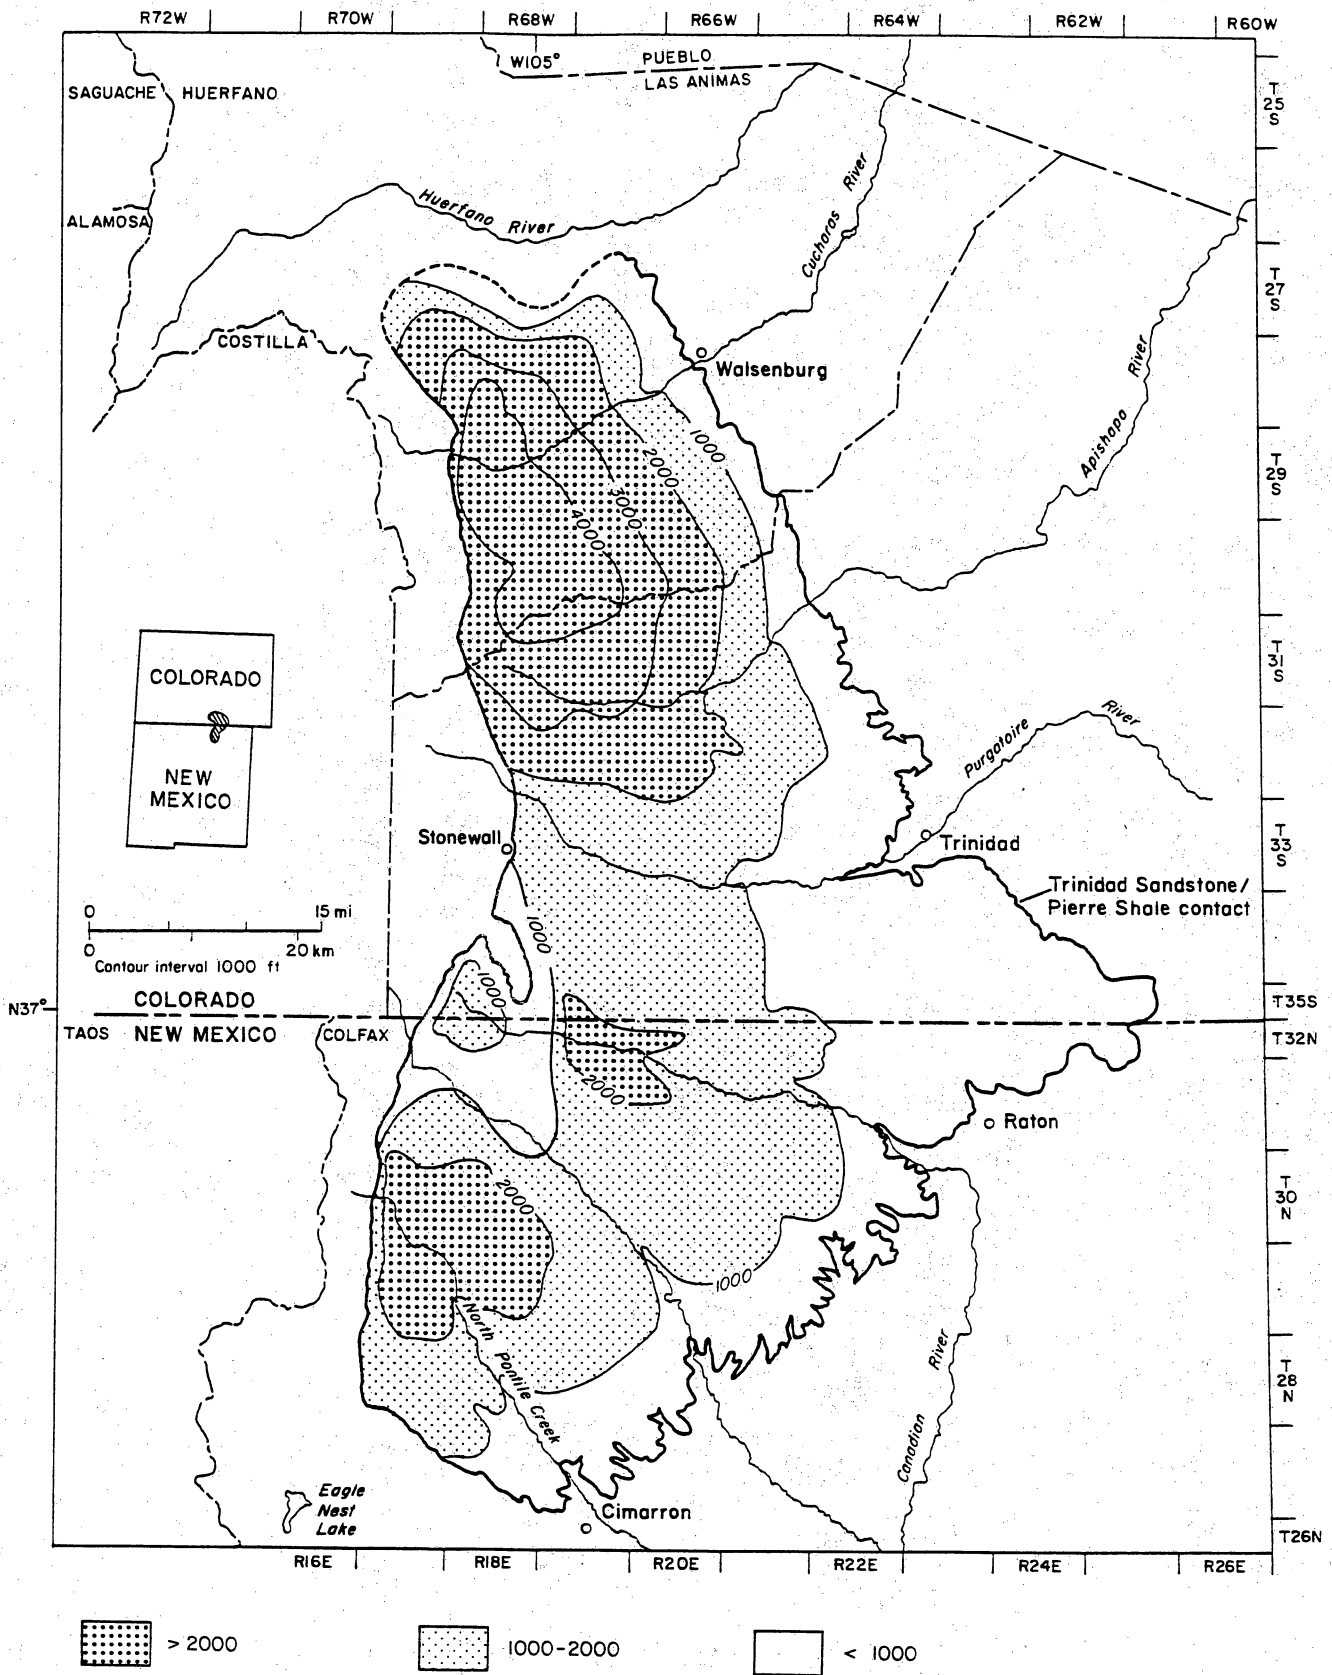 R72W R70W R68W R66W R64W R62W R60W
W105°
PUEBLO
LAS ANIMAS
SAGUACHE HUERFANO
T
25
S
ALAMOSA
Huerfano River
Cucharas River
T
27
S
COSTILLA
Walsenburg
Apishapa River
1000
2000
3000
4000
T
29
S
COLORADO
NEW
MEXICO
T
31
S
Purgatoire River
Stonewall
Trinidad
T
33
S
Trinidad Sandstone/
Pierre Shale contact
0 15 mi
0 20 km
Contour interval 1000 ft
1000
1000
N37°
COLORADO
T35S
TAOS NEW MEXICO COLFAX
T32N
2000
Raton
2000
T
30
N
1000
North Ponile Creek
Canadian River
T
28
N
Eagle
Nest
Lake
Cimarron
T26N
R16E R18E R20E R22E R24E R26E
> 2000
1000-2000
< 1000